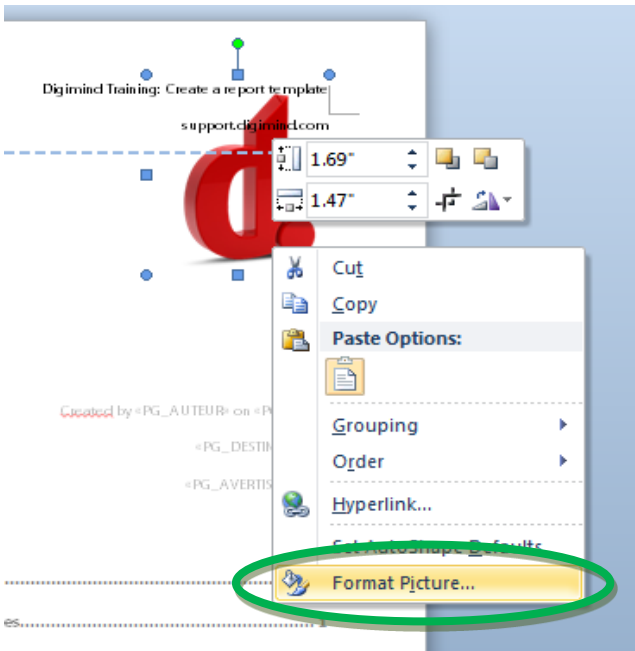 Digimind Training: Create a report template
support.digimind.com
d.
1.69"
1.47"
Cut
Copy
Paste Options:
Grouping
Order
Hyperlink...
Set AutoShape Defaults
Format Picture...
Created by «PG_AUTEUR» on «P
«PG_DESTIN
«PG_AVERTIS
es. 1